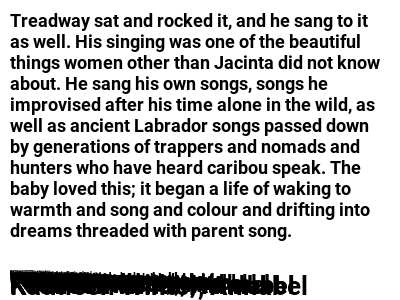 Treadway sat and rocked it, and he sang to it
as well. His singing was one of the beautiful
things women other than Jacinta did not know
about. He sang his own songs, songs he
improvised after his time alone in the wild, as
well as ancient Labrador songs passed down
by generations of trappers and nomads and
hunters who have heard caribou speak. The
baby loved this; it began a life of waking to
warmth and song and colour and drifting into
dreams threaded with parent song.